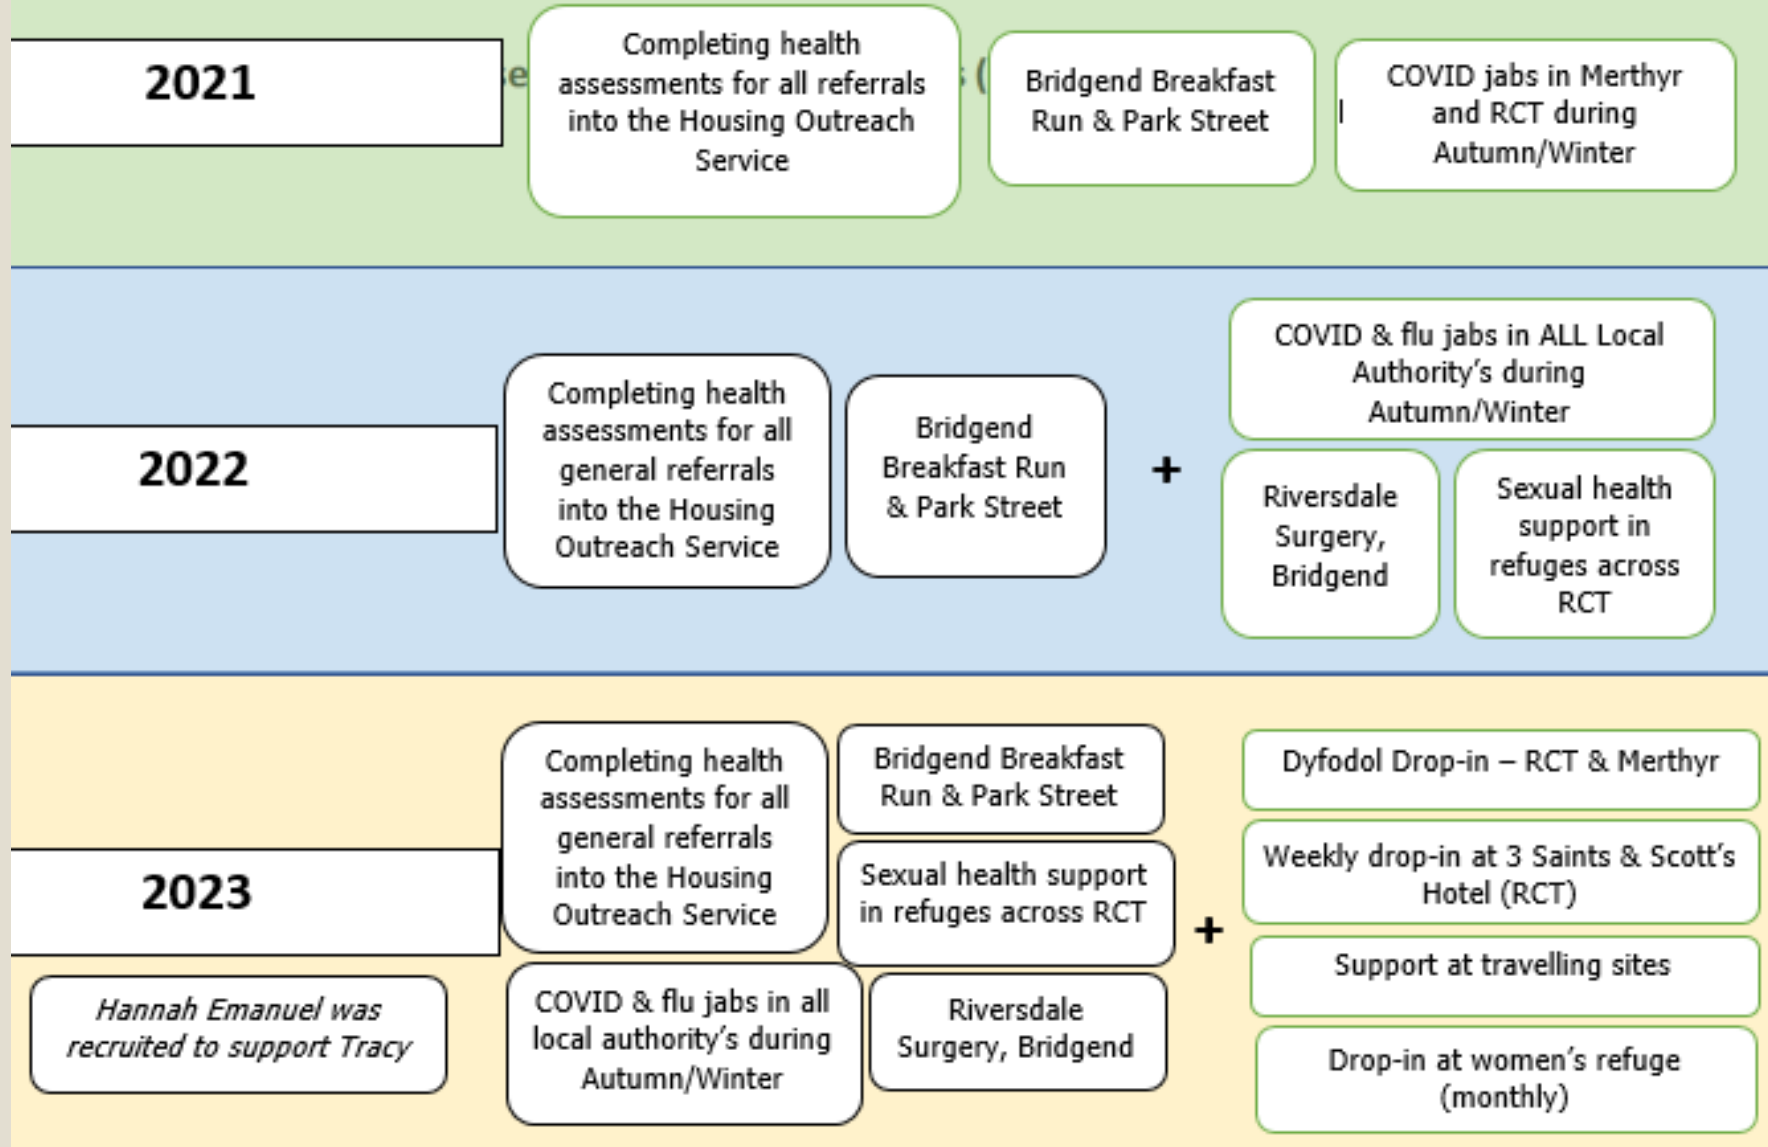 2021
se
Completing health
assessments for all referrals
into the Housing Outreach
Service
s (
Bridgend Breakfast
Run & Park Street
COVID jabs in Merthyr
and RCT during
Autumn/Winter
2022
Completing health
assessments for all
general referrals
into the Housing
Outreach Service
Bridgend
Breakfast Run
& Park Street
+
COVID & flu jabs in ALL Local
Authority's during
Autumn/Winter
Riversdale
Surgery,
Bridgend
Sexual health
support in
refuges across
RCT
2023
Hannah Emanuel was
recruited to support Tracy
Completing health
assessments for all
general referrals
into the Housing
Outreach Service
Bridgend Breakfast
Run & Park Street
Sexual health support
in refuges across RCT
COVID & flu jabs in all
local authority's during
Autumn/Winter
Riversdale
Surgery, Bridgend
+
Dyfodol Drop-in – RCT & Merthyr
Weekly drop-in at 3 Saints & Scott's
Hotel (RCT)
Support at travelling sites
Drop-in at women's refuge
(monthly)